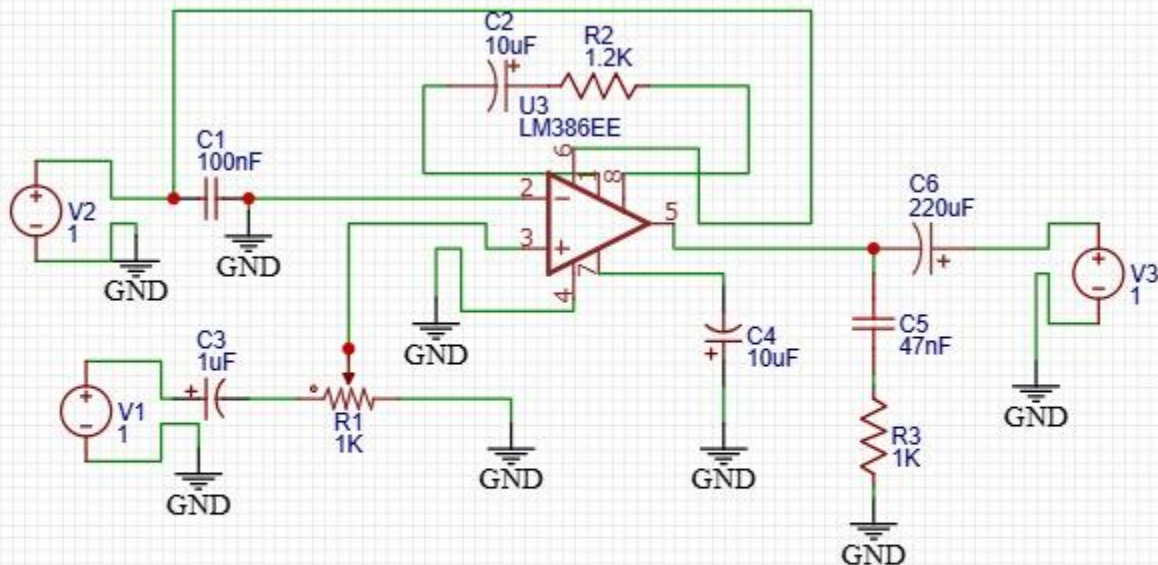 C2
10uF
R2
1.2K
U3
LM386EE
C1
100nF
6
1
8
2
3
5
7
4
V2
1
GND
GND
C6
220uF
V3
1
GND
C3
1uF
C4
10uF
C5
47nF
V1
1
R1
1K
GND
R3
1K
GND
GND
GND
GND